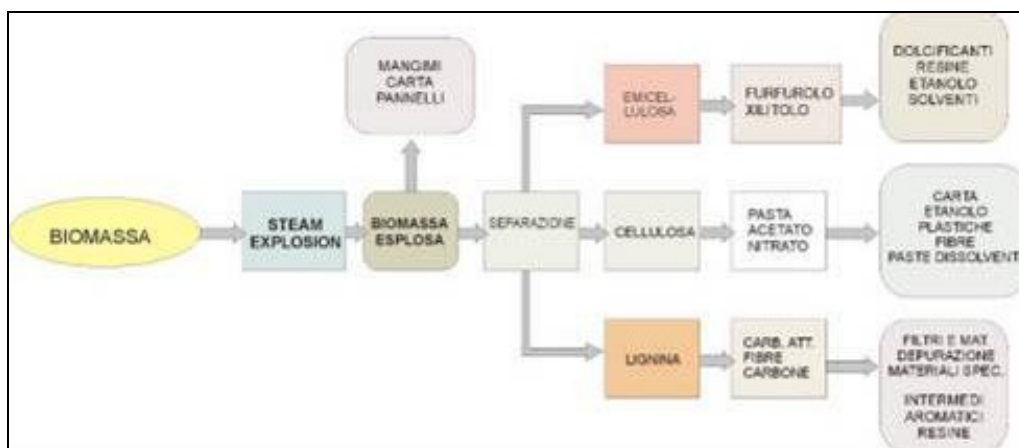 BIOMASSA
STEAM
EXPLOSION
BIOMASSA
ESPLOSA
MANGIMI
CARTA
PANNELLI
SEPARAZIONE
EMICEL-
LULOSA
FURFUROLO
XILITOLO
DOLCIFICANTI
RESINE
ETANOLO
SOLVENTI
CELLULOSA
PASTA
ACETATO
NITRATO
CARTA
ETANOLO
PLASTICHE
FIBRE
PASTE DISSOLVENTI
LIGNINA
CARB. ATT.
FIBRE
CARBONE
FILTRI E MAT.
DEPURAZIONE
MATERIALI SPEC.
INTERMEDI
AROMATICI
RESINE